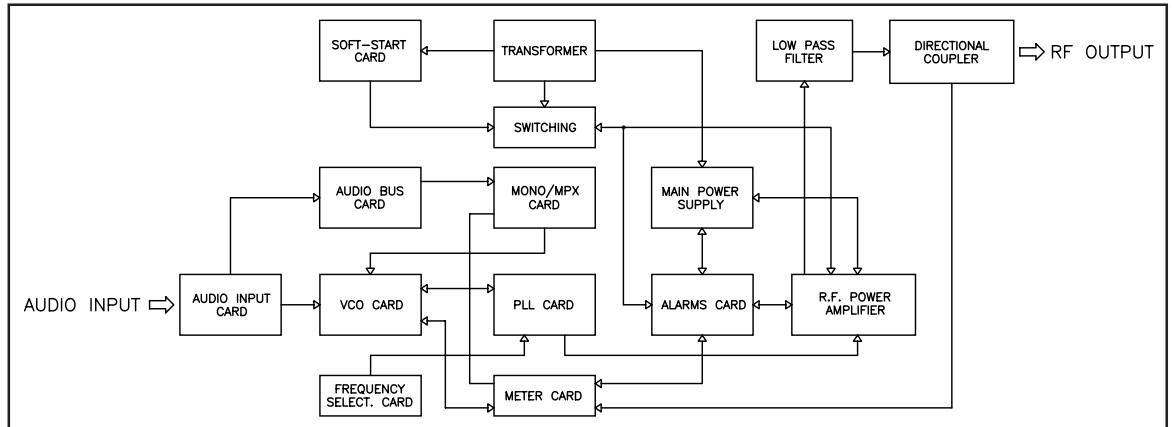 SOFT-START
CARD
TRANSFORMER
LOW PASS
FILTER
DIRECTIONAL
COUPLER
RF OUTPUT
SWITCHING
AUDIO BUS
CARD
MONO/MPX
CARD
MAIN POWER
SUPPLY
AUDIO INPUT
AUDIO INPUT
CARD
VCO CARD
PLL CARD
ALARMS CARD
R.F. POWER
AMPLIFIER
FREQUENCY
SELECT. CARD
METER CARD